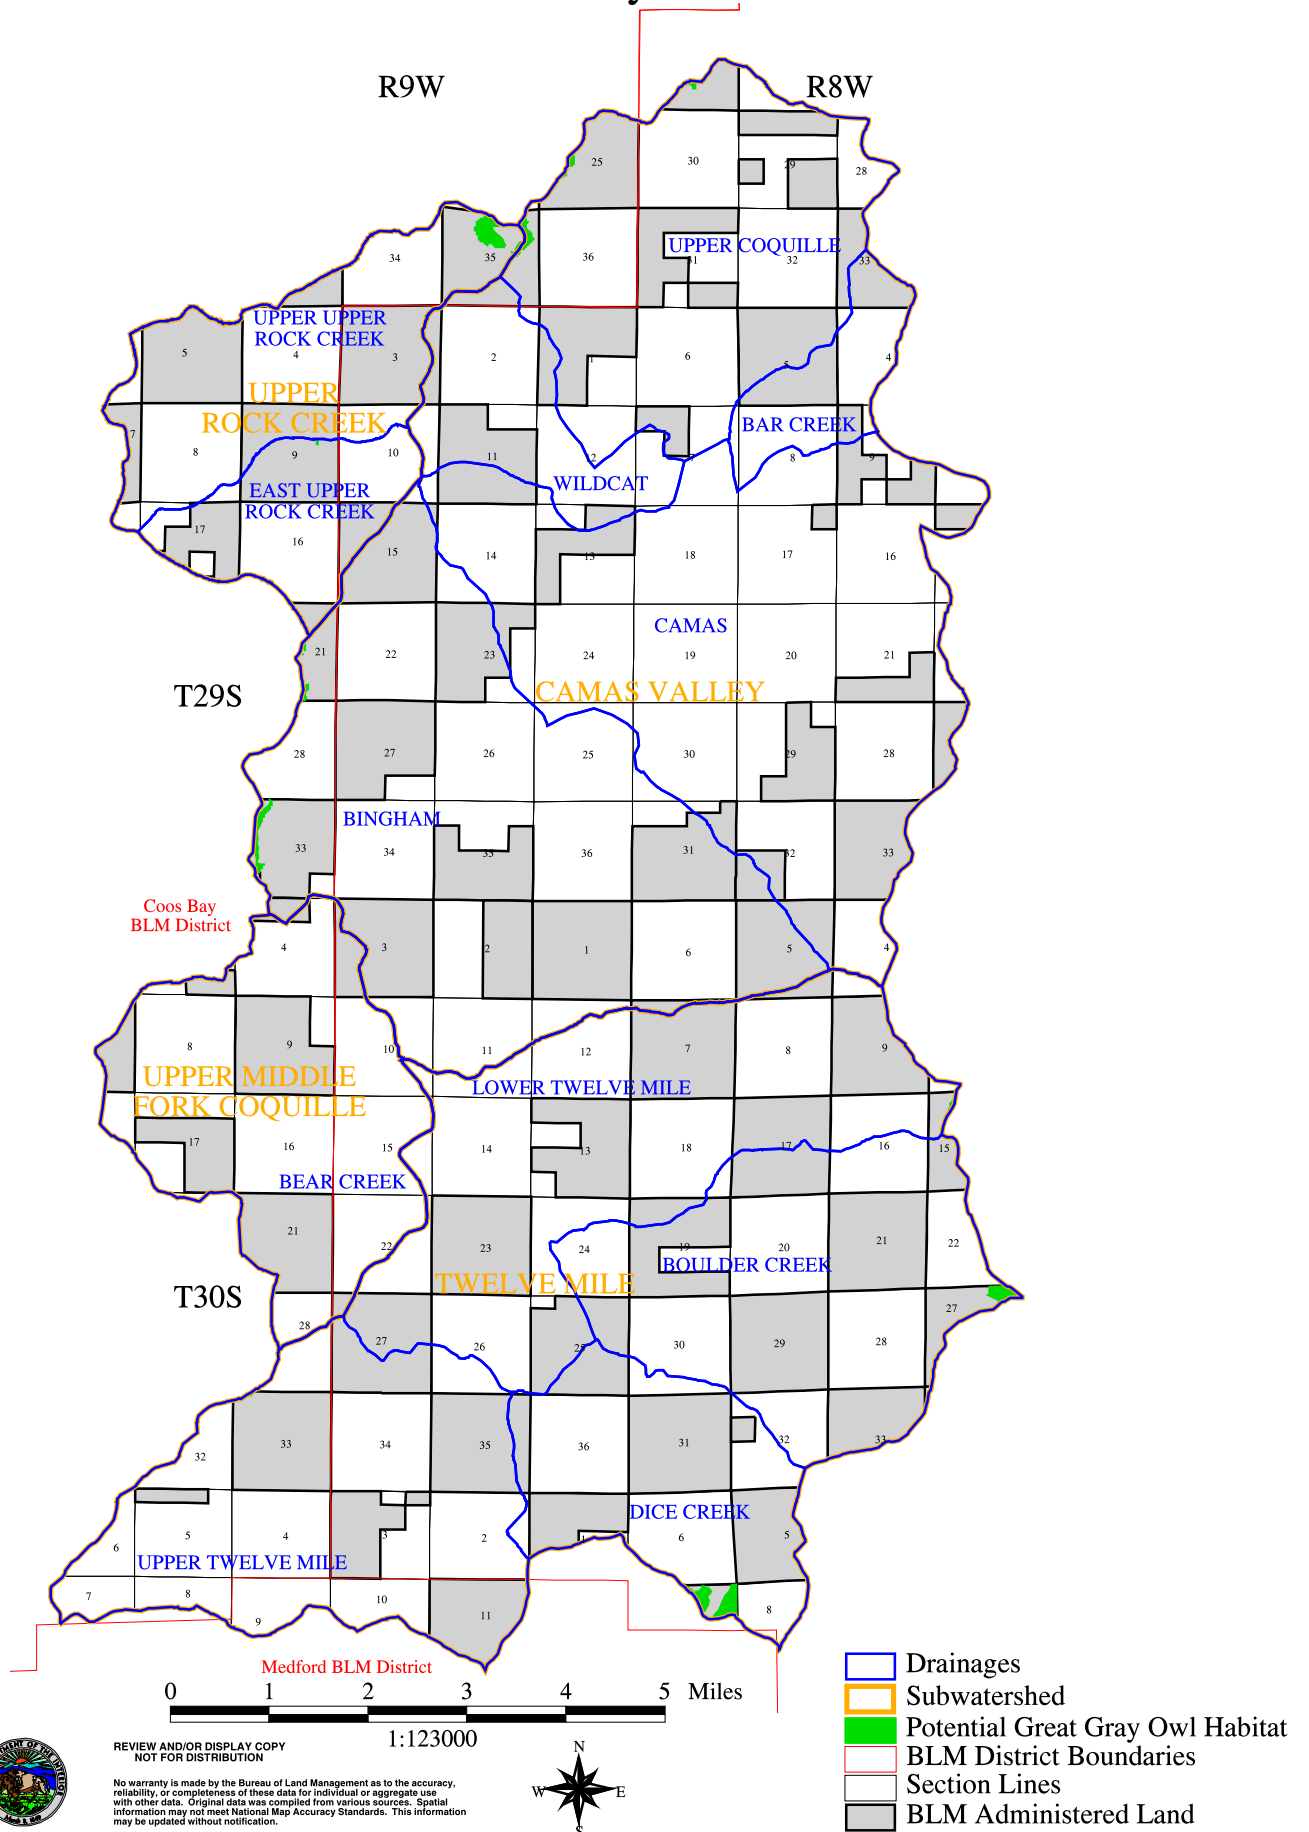 R9W
R8W
25
30
29
28
34
35
36
31
UPPER COQUILLE
32
33
UPPER UPPER
ROCK CREEK
5
4
3
2
1
6
5
4
UPPER
ROCK CREEK
7
8
9
10
11
12
7
BAR CREEK
8
9
WILDCAT
EAST UPPER
ROCK CREEK
17
16
15
14
13
18
17
16
CAMAS
21
22
23
24
19
20
21
T29S
CAMAS VALLEY
28
27
26
25
30
29
28
BINGHAM
33
34
35
36
31
32
33
Coos Bay
BLM District
4
3
2
1
6
5
4
8
9
10
11
12
7
8
9
UPPER MIDDLE
FORK COQUILLE
LOWER TWELVE MILE
17
16
15
14
13
18
17
16
15
BEAR CREEK
21
22
23
24
19
20
21
22
BOULDER CREEK
T30S
TWELVE MILE
28
27
26
25
30
29
28
27
32
33
34
35
36
31
32
33
6
5
4
3
2
1
DICE CREEK
6
5
UPPER TWELVE MILE
7
8
9
10
11
8
Medford BLM District
0 1 2 3 4 5 Miles
1:123000
REVIEW AND/OR DISPLAY COPY
NOT FOR DISTRIBUTION
No warranty is made by the Bureau of Land Management as to the accuracy,
reliability, or completeness of these data for individual or aggregate use
with other data. Original data was compiled from various sources. Spatial
information may not meet National Map Accuracy Standards. This information
may be updated without notification.
N
W E
S
Drainages
Subwatershed
Potential Great Gray Owl Habitat
BLM District Boundaries
Section Lines
BLM Administered Land